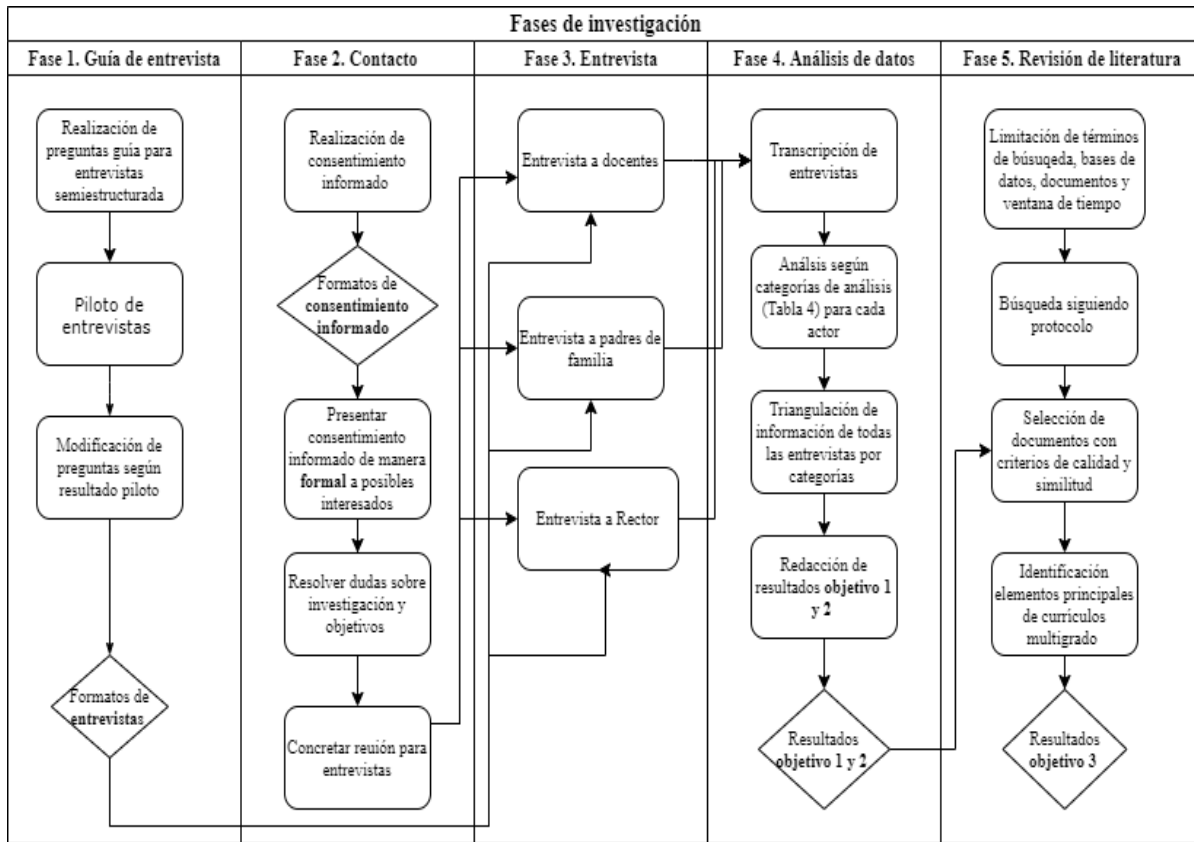 Fases de investigación
Fase 1. Guía de entrevista
Fase 2. Contacto
Fase 3. Entrevista
Fase 4. Análisis de datos
Fase 5. Revisión de literatura
Realización de
preguntas guía para
entrevistas
semiestructurada
Piloto de
entrevistas
Modificación de
preguntas según
resultado piloto
Formatos de
entrevistas
Realización de
consentimiento
informado
Formatos de
consentimiento
informado
Presentar
consentimiento
informado de manera
formal a posibles
interesados
Resolver dudas sobre
investigación y
objetivos
Concretar reuión para
entrevistas
Entrevista a docentes
Entrevista a padres de
familia
Entrevista a Rector
Transcripción de
entrevistas
Análsis según
categorías de análisis
(Tabla 4) para cada
actor
Triangulación de
información de todas
las entrevistas por
categorías
Redacción de
resultados objetivo 1
y 2
Resultados
objetivo 1 y 2
Limitación de términos
de búsuqeda, bases de
datos, documentos y
ventana de tiempo
Búsqueda siguiendo
protocolo
Selección de
documentos con
criterios de calidad y
similitud
Identificación
elementos principales
de currículos
multigrado
Resultados
objetivo 3